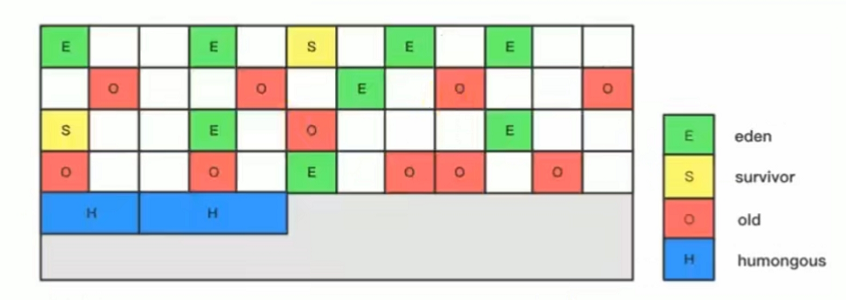 E E S E E
O O E O O
S E O E
O O E O O O
H H
E eden
S survivor
O old
H humongous